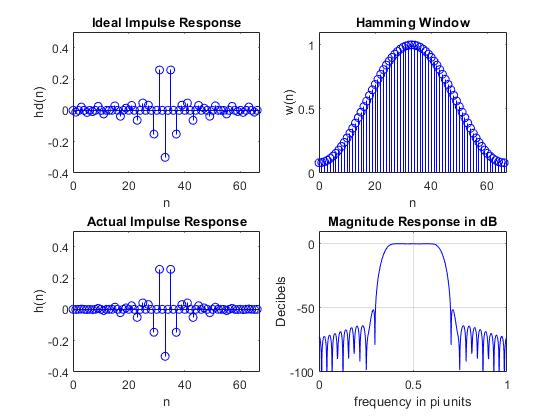 Ideal Impulse Response
hd(n)
0.4
0.2
0
-0.2
-0.4
0
20
40
60
n
Hamming Window
w(n)
1
0.5
0
0
20
40
60
n
Actual Impulse Response
h(n)
0.4
0.2
0
-0.2
-0.4
0
20
40
60
n
Magnitude Response in dB
Decibels
0
-50
-100
0
0.5
1
frequency in pi units